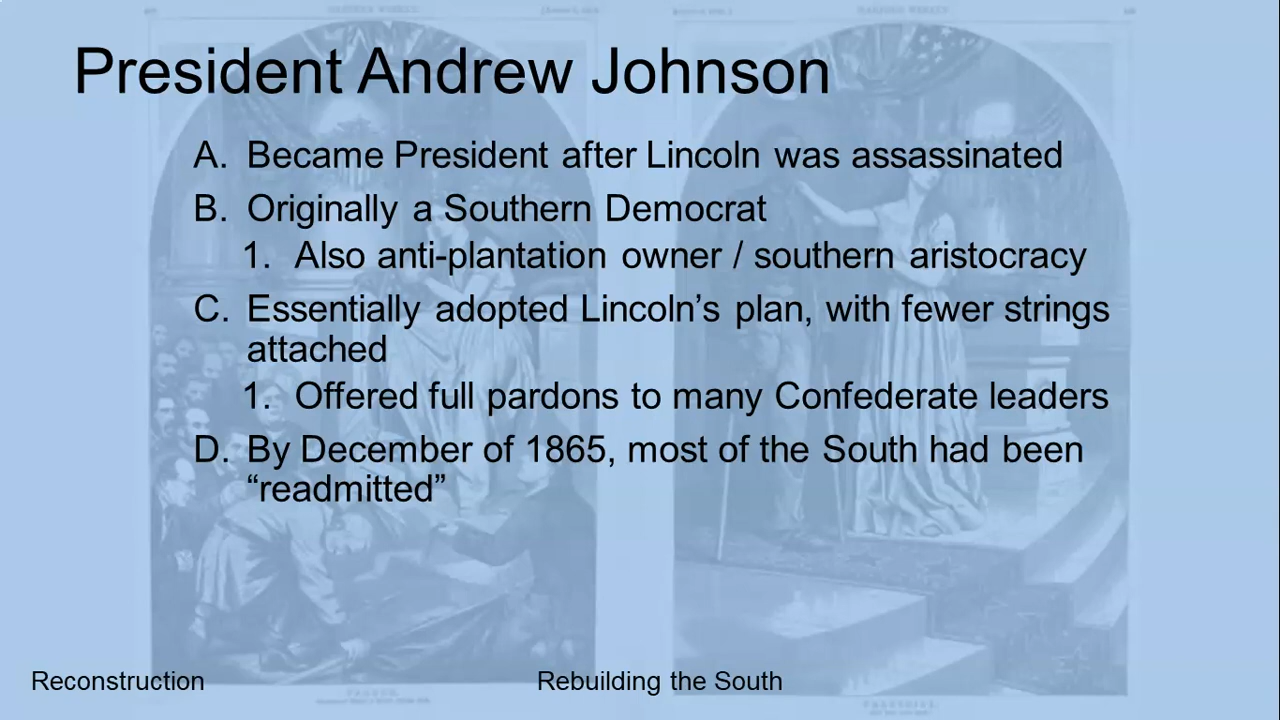 President Andrew Johnson
A. Became President after Lincoln was assassinated
B. Originally a Southern Democrat
1. Also anti-plantation owner / southern aristocracy
C. Essentially adopted Lincoln’s plan, with fewer strings
attached
1. Offered full pardons to many Confederate leaders
D. By December of 1865, most of the South had been
“readmitted”
Reconstruction
Rebuilding the South